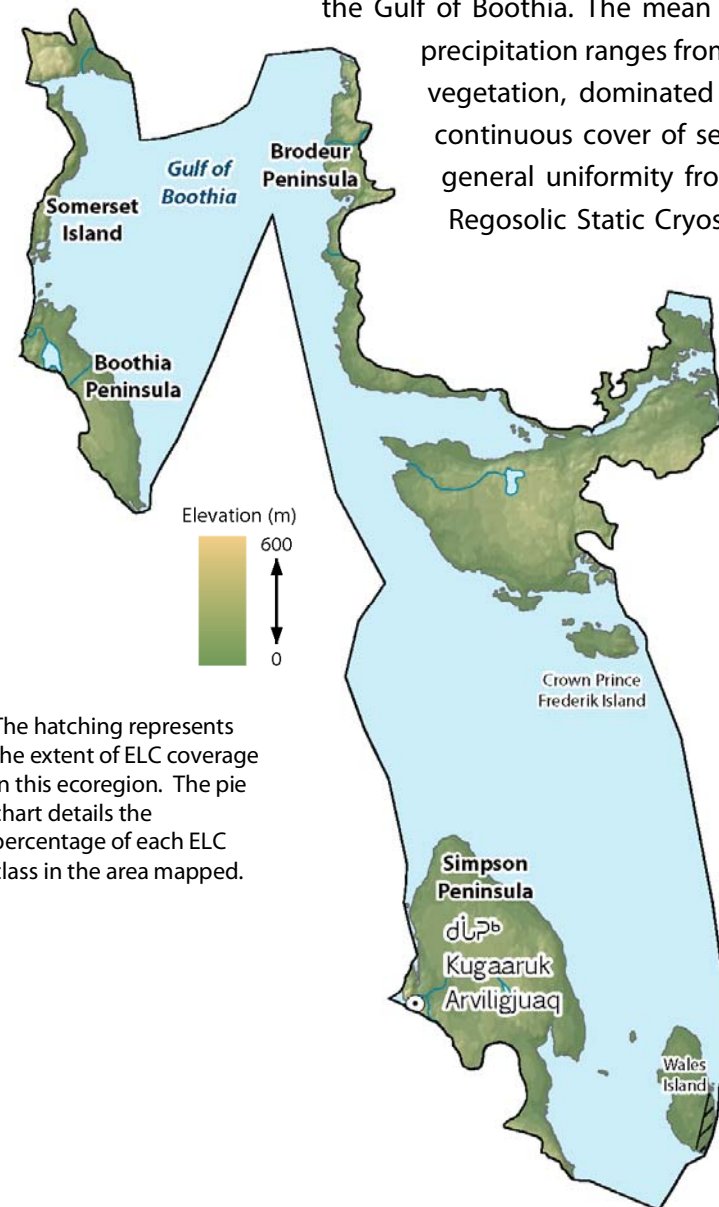 the Gulf of Boothia. The mean
precipitation ranges from
vegetation, dominated
continuous cover of se
general uniformity fro
Regosolic Static Cryos
Gulf of
Boothia
Brodeur
Peninsula
Somerset
Island
Boothia
Peninsula
Elevation (m)
600
0
Crown Prince
Frederik Island
The hatching represents
the extent of ELC coverage
in this ecoregion. The pie
chart details the
percentage of each ELC
class in the area mapped.
Simpson
Peninsula
ᑰᒑᕈᒃ
Kugaaruk
Arviligjuaq
Wales
Island